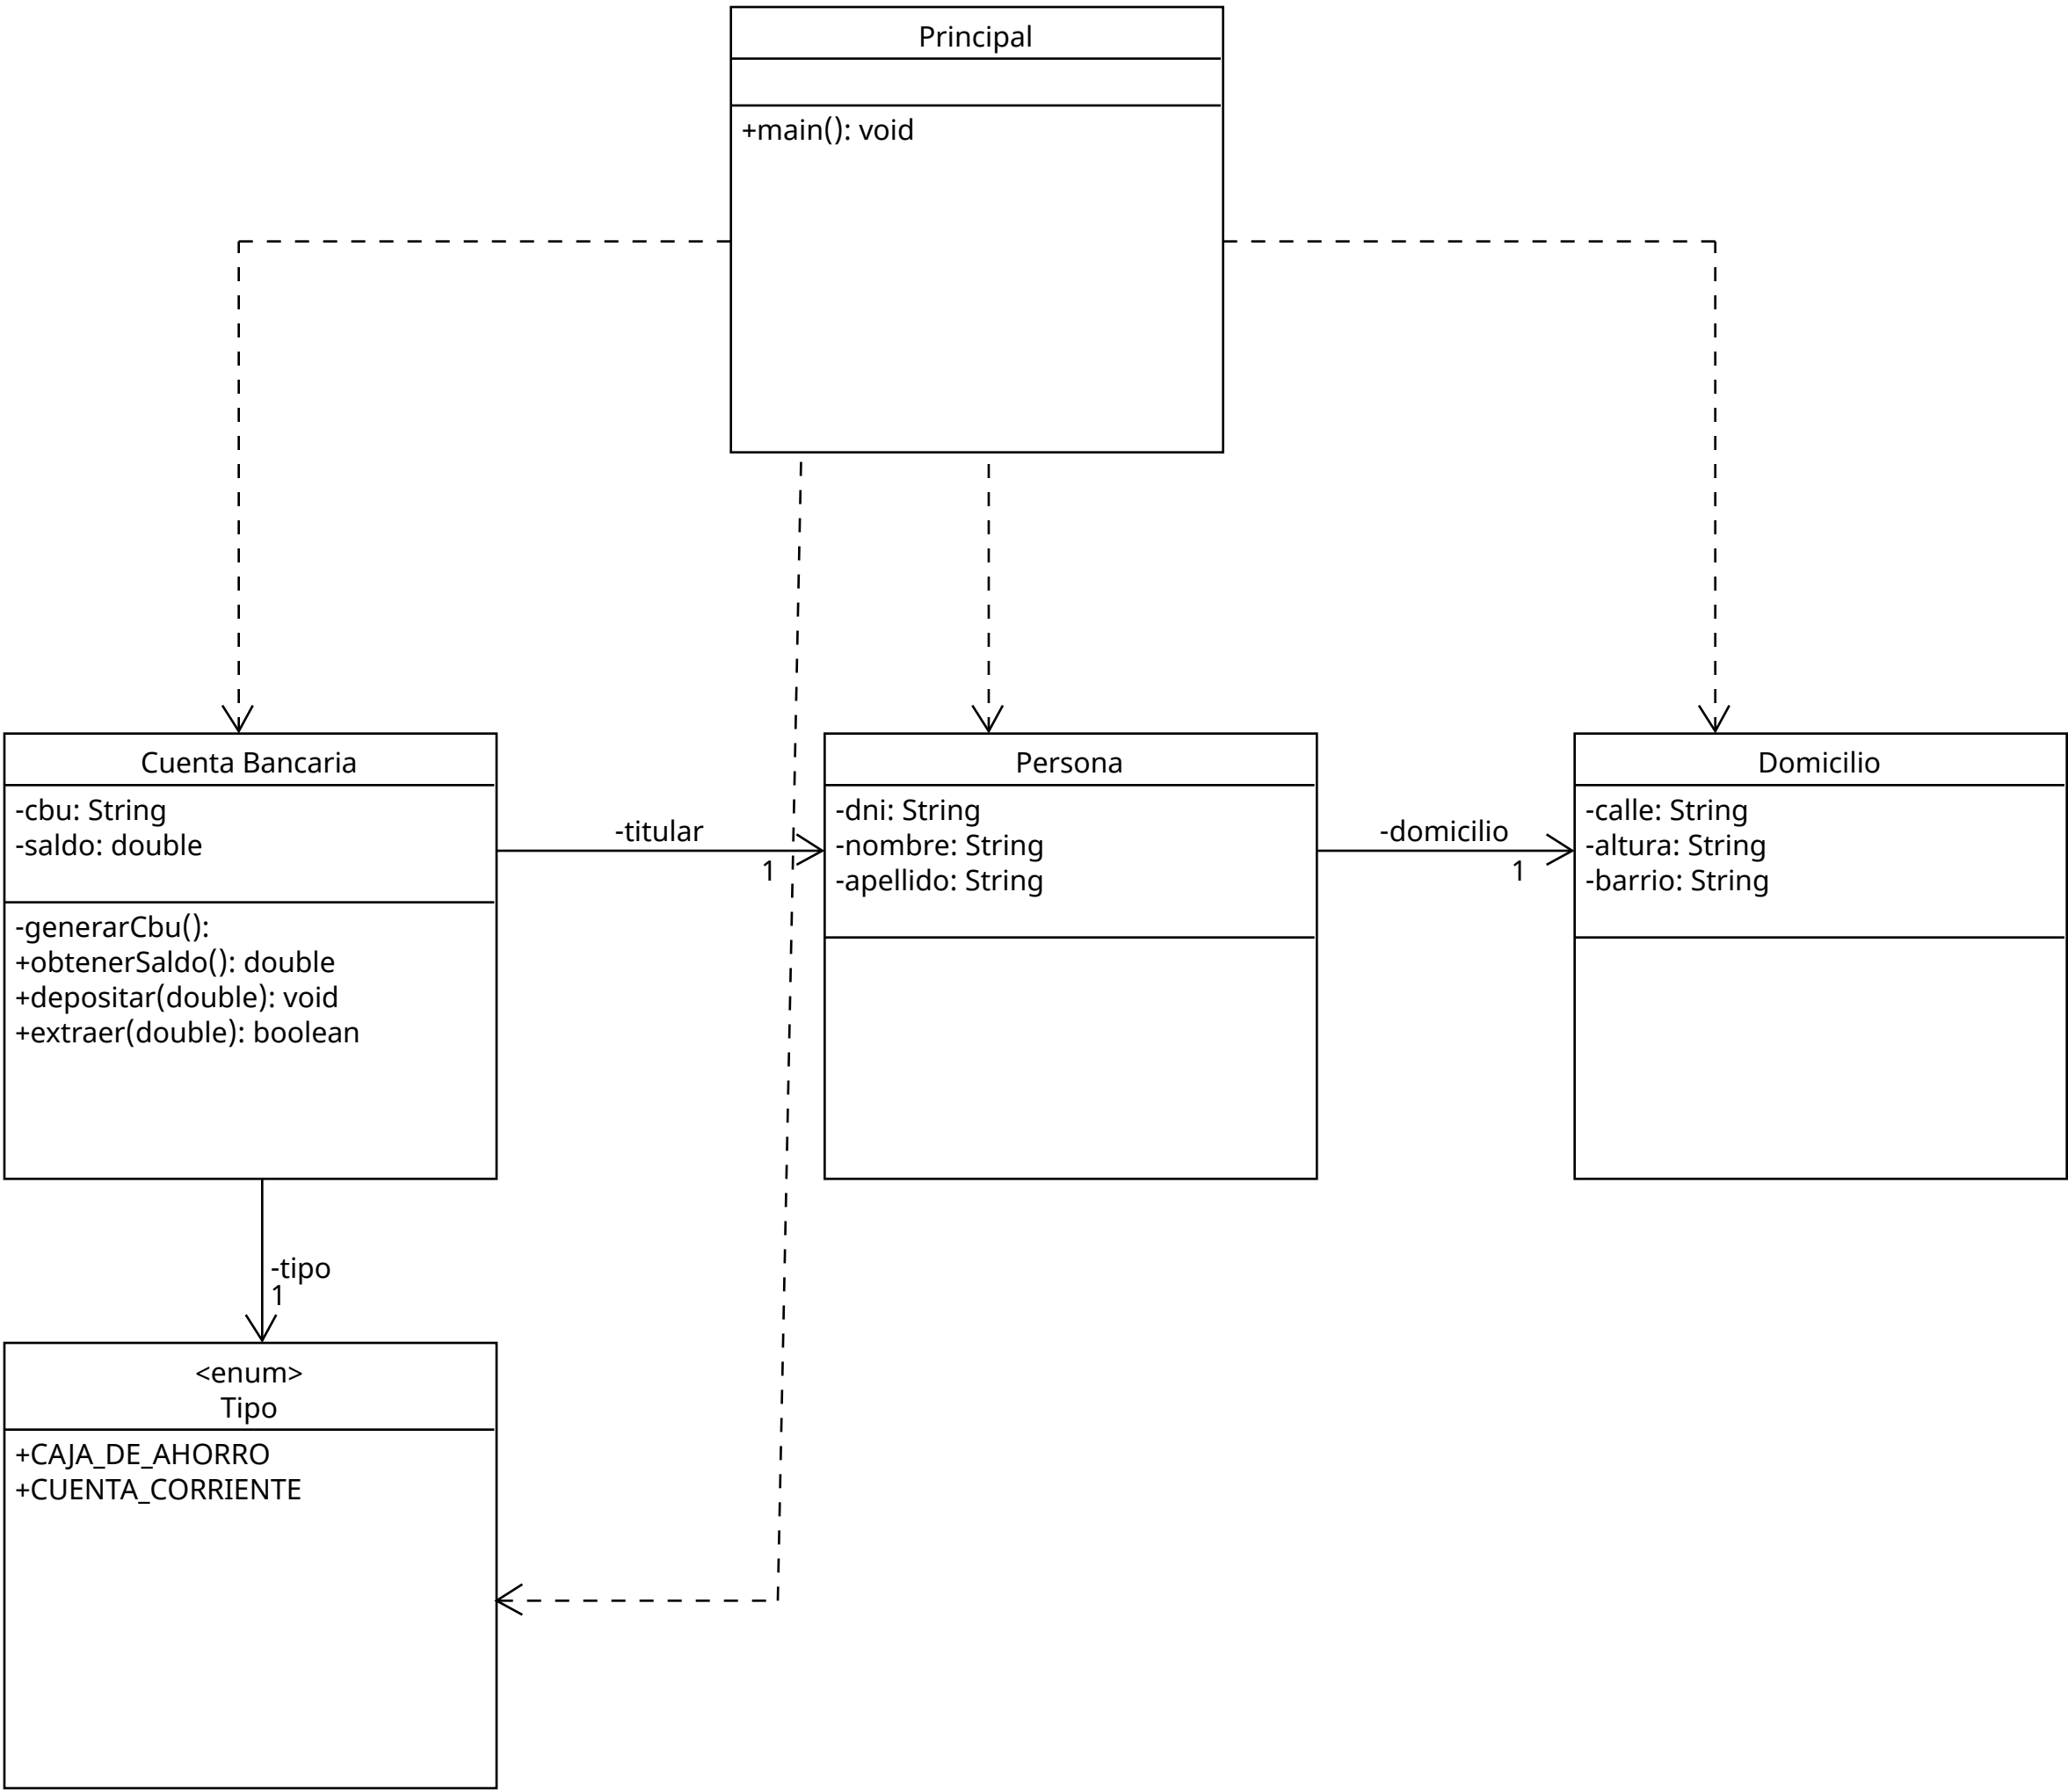 Principal
+main(): void
Cuenta Bancaria
-cbu: String
-saldo: double
-generarCbu():
+obtenerSaldo(): double
+depositar(double): void
+extraer(double): boolean
-titular
1
Persona
-dni: String
-nombre: String
-apellido: String
-domicilio
1
Domicilio
-calle: String
-altura: String
-barrio: String
-tipo
1
<enum>
Tipo
+CAJA_DE_AHORRO
+CUENTA_CORRIENTE